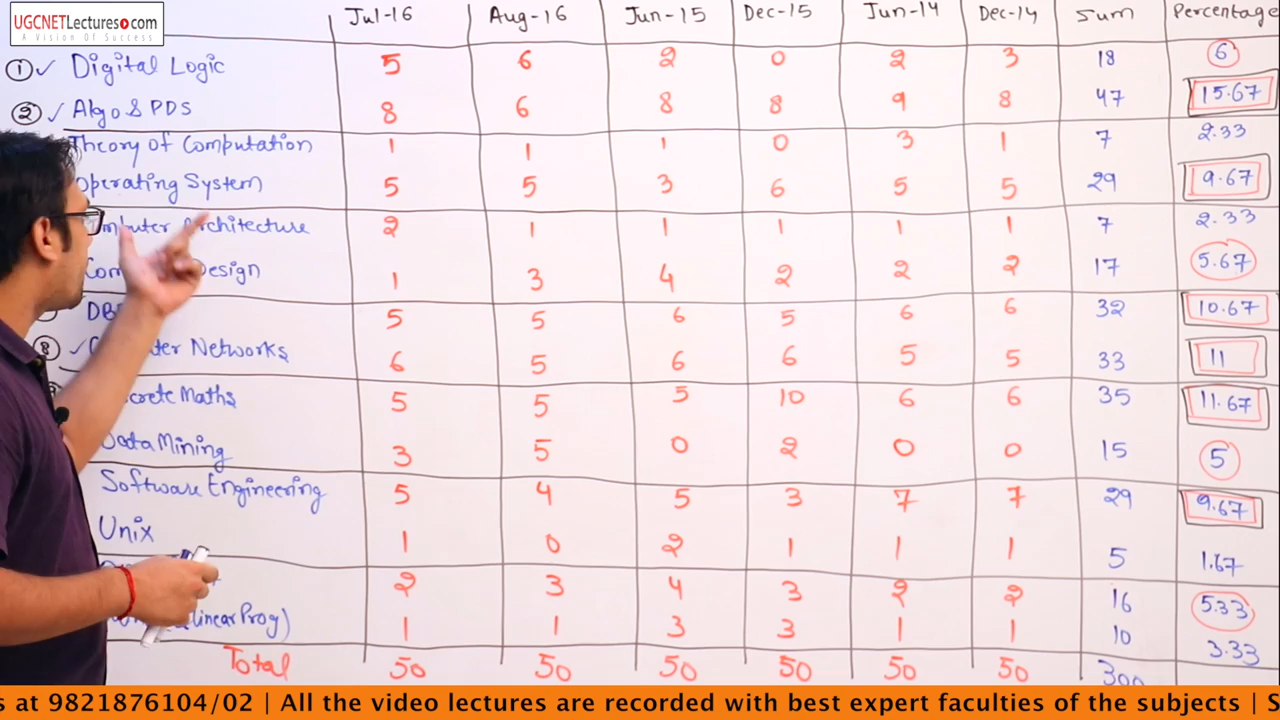 UGCNETLectures.com
A Vision Of Success
Jul-16 Aug-16 Jun-15 Dec-15 Jun-14 Dec-14 Sum Percentage
① ✓ Digital Logic 5 6 2 0 2 3 18 6
② ✓ Algo & PDS 8 6 8 8 9 8 47 15.67
Theory of Computation 1 1 1 0 3 1 7 2.33
Operating System 5 5 3 6 5 5 29 9.67
Architecture 2 1 1 1 1 1 7 2.33
Design 1 3 4 2 2 2 17 5.67
5 5 6 5 6 6 32 10.67
⑧ ✓ Networks 6 5 6 6 5 5 33 11
Maths 5 5 5 10 6 6 35 11.67
Data Mining 3 5 0 2 0 0 15 5
Software Engineering 5 4 5 3 7 7 29 9.67
Unix 1 0 2 1 1 1 5 1.67
2 3 4 3 2 2 16 5.33
linear Prog) 1 1 3 3 1 1 10 3.33
Total 50 50 50 50 50 50 300
s at 9821876104/02 | All the video lectures are recorded with best expert faculties of the subjects | S